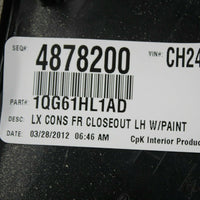 SEQ# VIN#
4878200 CH24
PART#: 1QG61HL1AD
DESC: LX CONS FR CLOSEOUT LH W/PAINT
DATE: 03/28/2012 06:46 AM CpK Interior Produc